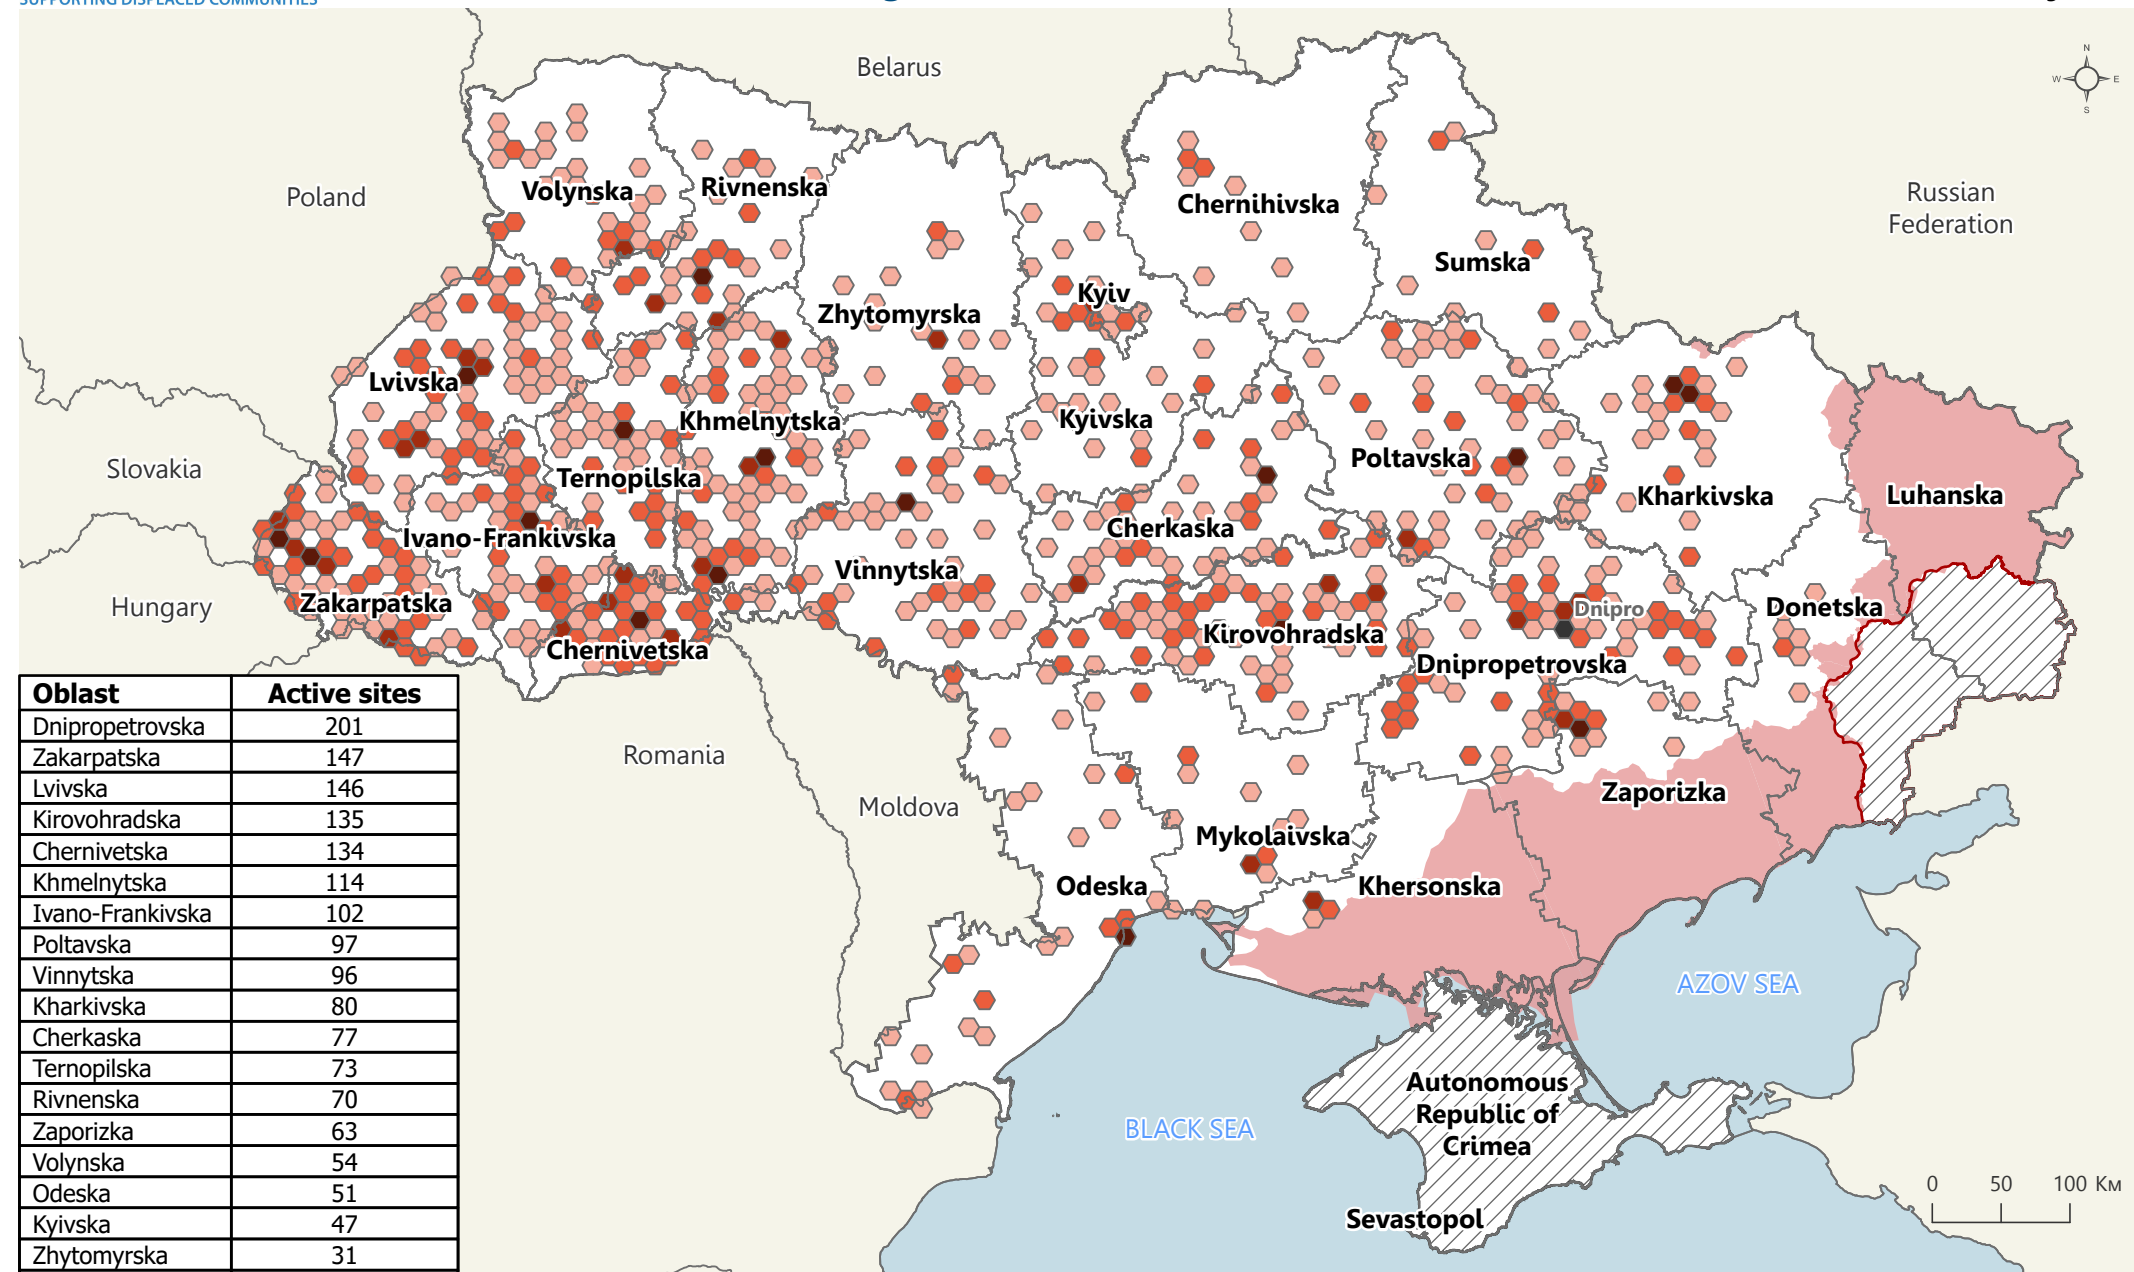 SUPPORTING DISPLACED COMMUNITIES
Belarus
N
W
E
S
Poland
Volynska
Rivnenska
Chernihivska
Russian
Federation
Sumska
Kyiv
Zhytomyrska
Lvivska
Khmelnytska
Kyivska
Slovakia
Ternopilska
Poltavska
Kharkivska
Luhanska
Ivano-Frankivska
Cherkaska
Vinnytska
Hungary
Zakarpatska
Dnipro
Donetska
Kirovohradska
Chernivetska
Dnipropetrovska
Romania
Moldova
Zaporizka
Mykolaivska
Odeska
Khersonska
AZOV SEA
BLACK SEA
Autonomous
Republic of
Crimea
Sevastopol
0 50 100 Км
Oblast Active sites
Dnipropetrovska 201
Zakarpatska 147
Lvivska 146
Kirovohradska 135
Chernivetska 134
Khmelnytska 114
Ivano-Frankivska 102
Poltavska 97
Vinnytska 96
Kharkivska 80
Cherkaska 77
Ternopilska 73
Rivnenska 70
Zaporizka 63
Volynska 54
Odeska 51
Kyivska 47
Zhytomyrska 31